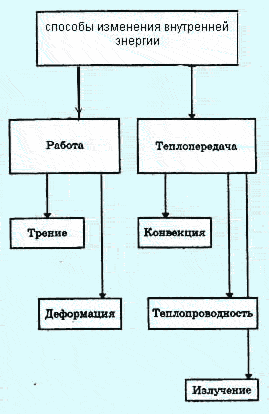 способы изменения внутренней
энергии
Работа
Теплопередача
Трение
Конвекция
Деформация
Теплопроводность
Излучение